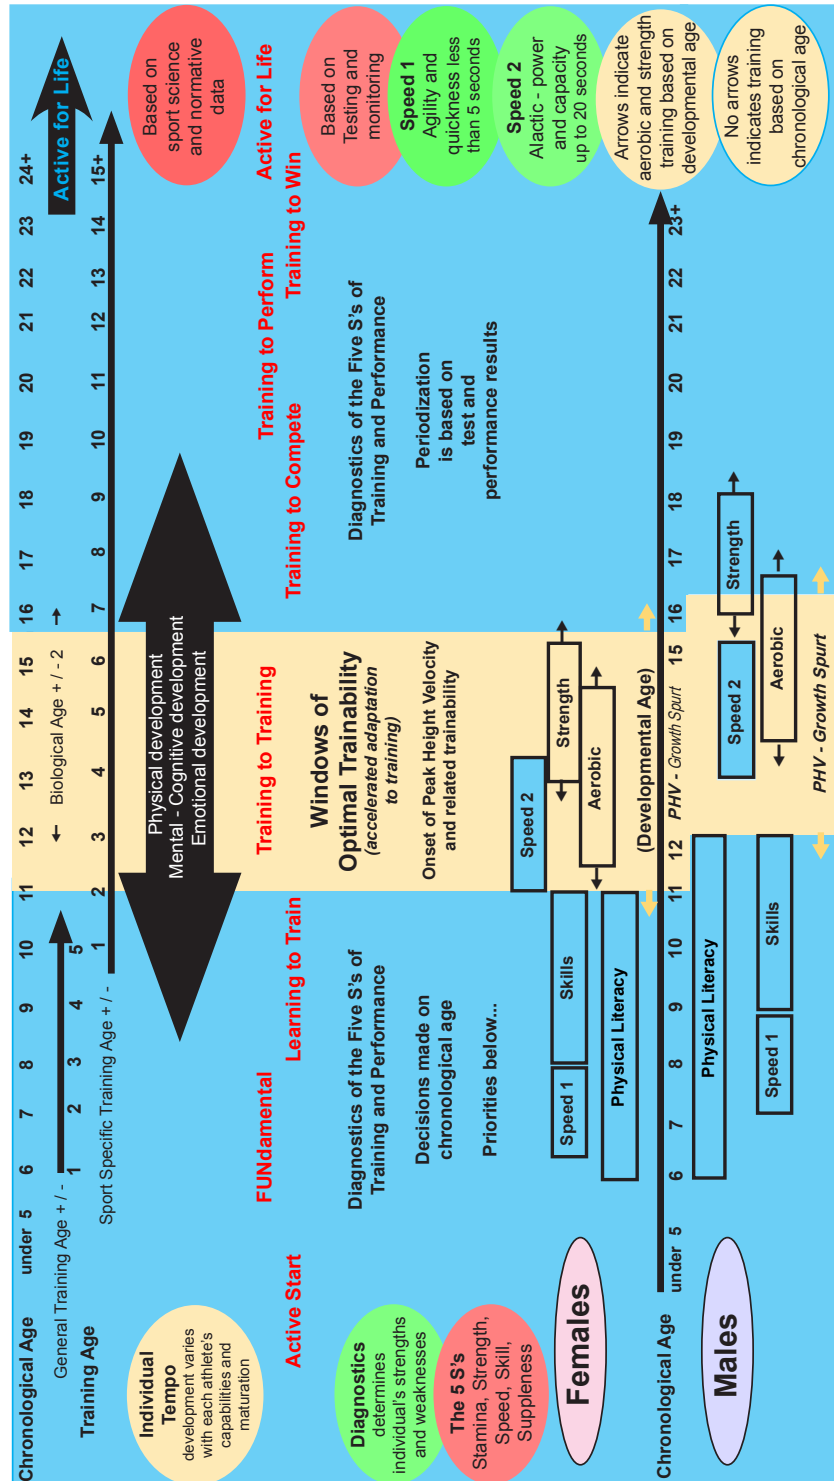 Chronological Age
under 5
6
7
8
9
10
11
12
13
14
15
16
17
18
19
20
21
22
23
24+
Active for Life
General Training Age + / -
Biological Age + / - 2
Training Age
1
2
3
4
5
Sport Specific Training Age + / -
1
2
3
4
5
6
7
8
9
10
11
12
13
14
15+
Individual
Tempo
development varies
with each athlete's
capabilities and
maturation
Physical development
Mental - Cognitive development
Emotional development
Based on
sport science
and normative
data
Active Start
FUNdamental
Learning to Train
Training to Training
Training to Compete
Training to Perform
Training to Win
Active for Life
Diagnostics
determines
individual's strengths
and weaknesses
Diagnostics of the Five S's of
Training and Performance
Decisions made on
chronological age
Priorities below...
Windows of
Optimal Trainability
(accelerated adaptation
to training)
Onset of Peak Height Velocity
and related trainability
Diagnostics of the Five S's of
Training and Performance
Periodization
is based on
test and
performance results
Based on
Testing and
monitoring
Speed 1
Agility and
quickness less
than 5 seconds
The 5 S's
Stamina, Strength,
Speed, Skill,
Suppleness
Speed 2
Alactic - power
and capacity
up to 20 seconds
Females
Speed 2
Speed 1
Skills
Strength
Aerobic
Physical Literacy
Arrows indicate
aerobic and strength
training based on
developmental age
(Developmental Age)
Chronological Age
under 5
6
7
8
9
10
11
12
13
PHV - Growth Spurt
15
16
17
18
19
20
21
22
23+
Males
Physical Literacy
Speed 2
Strength
Speed 1
Skills
Aerobic
PHV - Growth Spurt
No arrows
indicates training
based on
chronological age